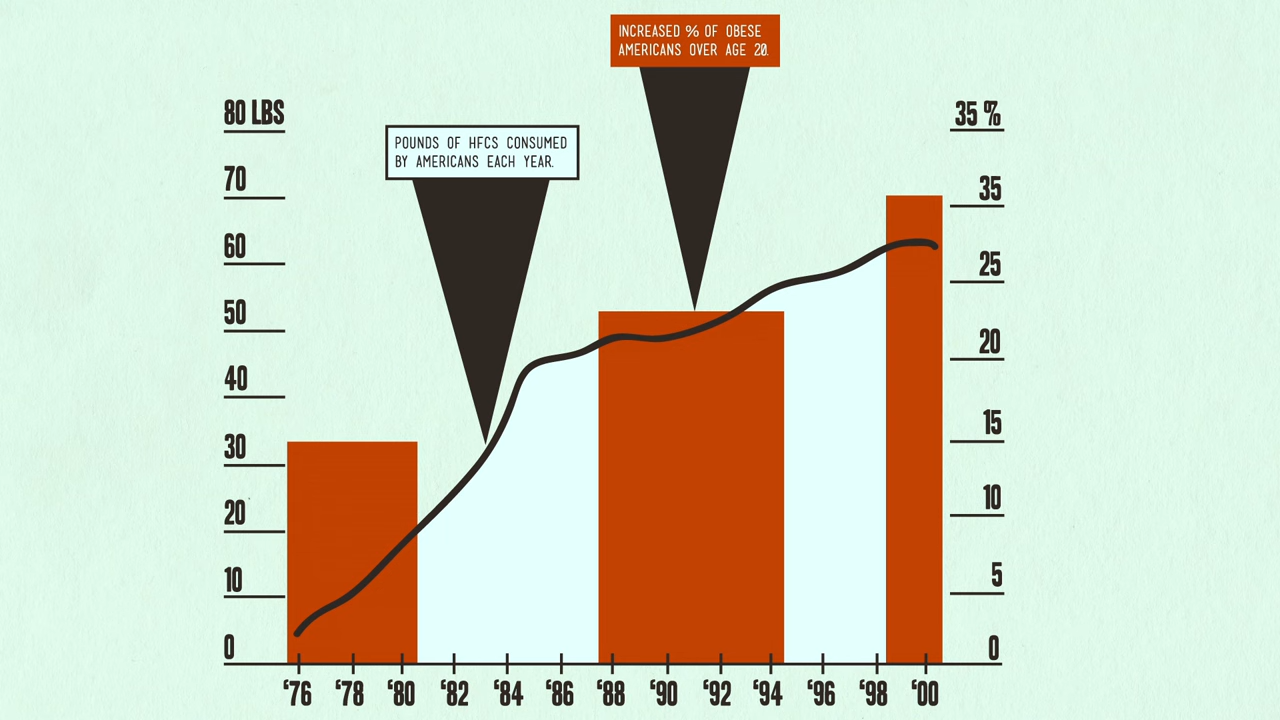 INCREASED % OF OBESE
AMERICANS OVER AGE 20.
POUNDS OF HFCS CONSUMED
BY AMERICANS EACH YEAR.
80 LBS
70
60
50
40
30
20
10
0
35 %
35
25
20
15
10
5
0
‘76 ‘78 ‘80 ‘82 ‘84 ‘86 ‘88 ‘90 ‘92 ‘94 ‘96 ‘98 ‘00